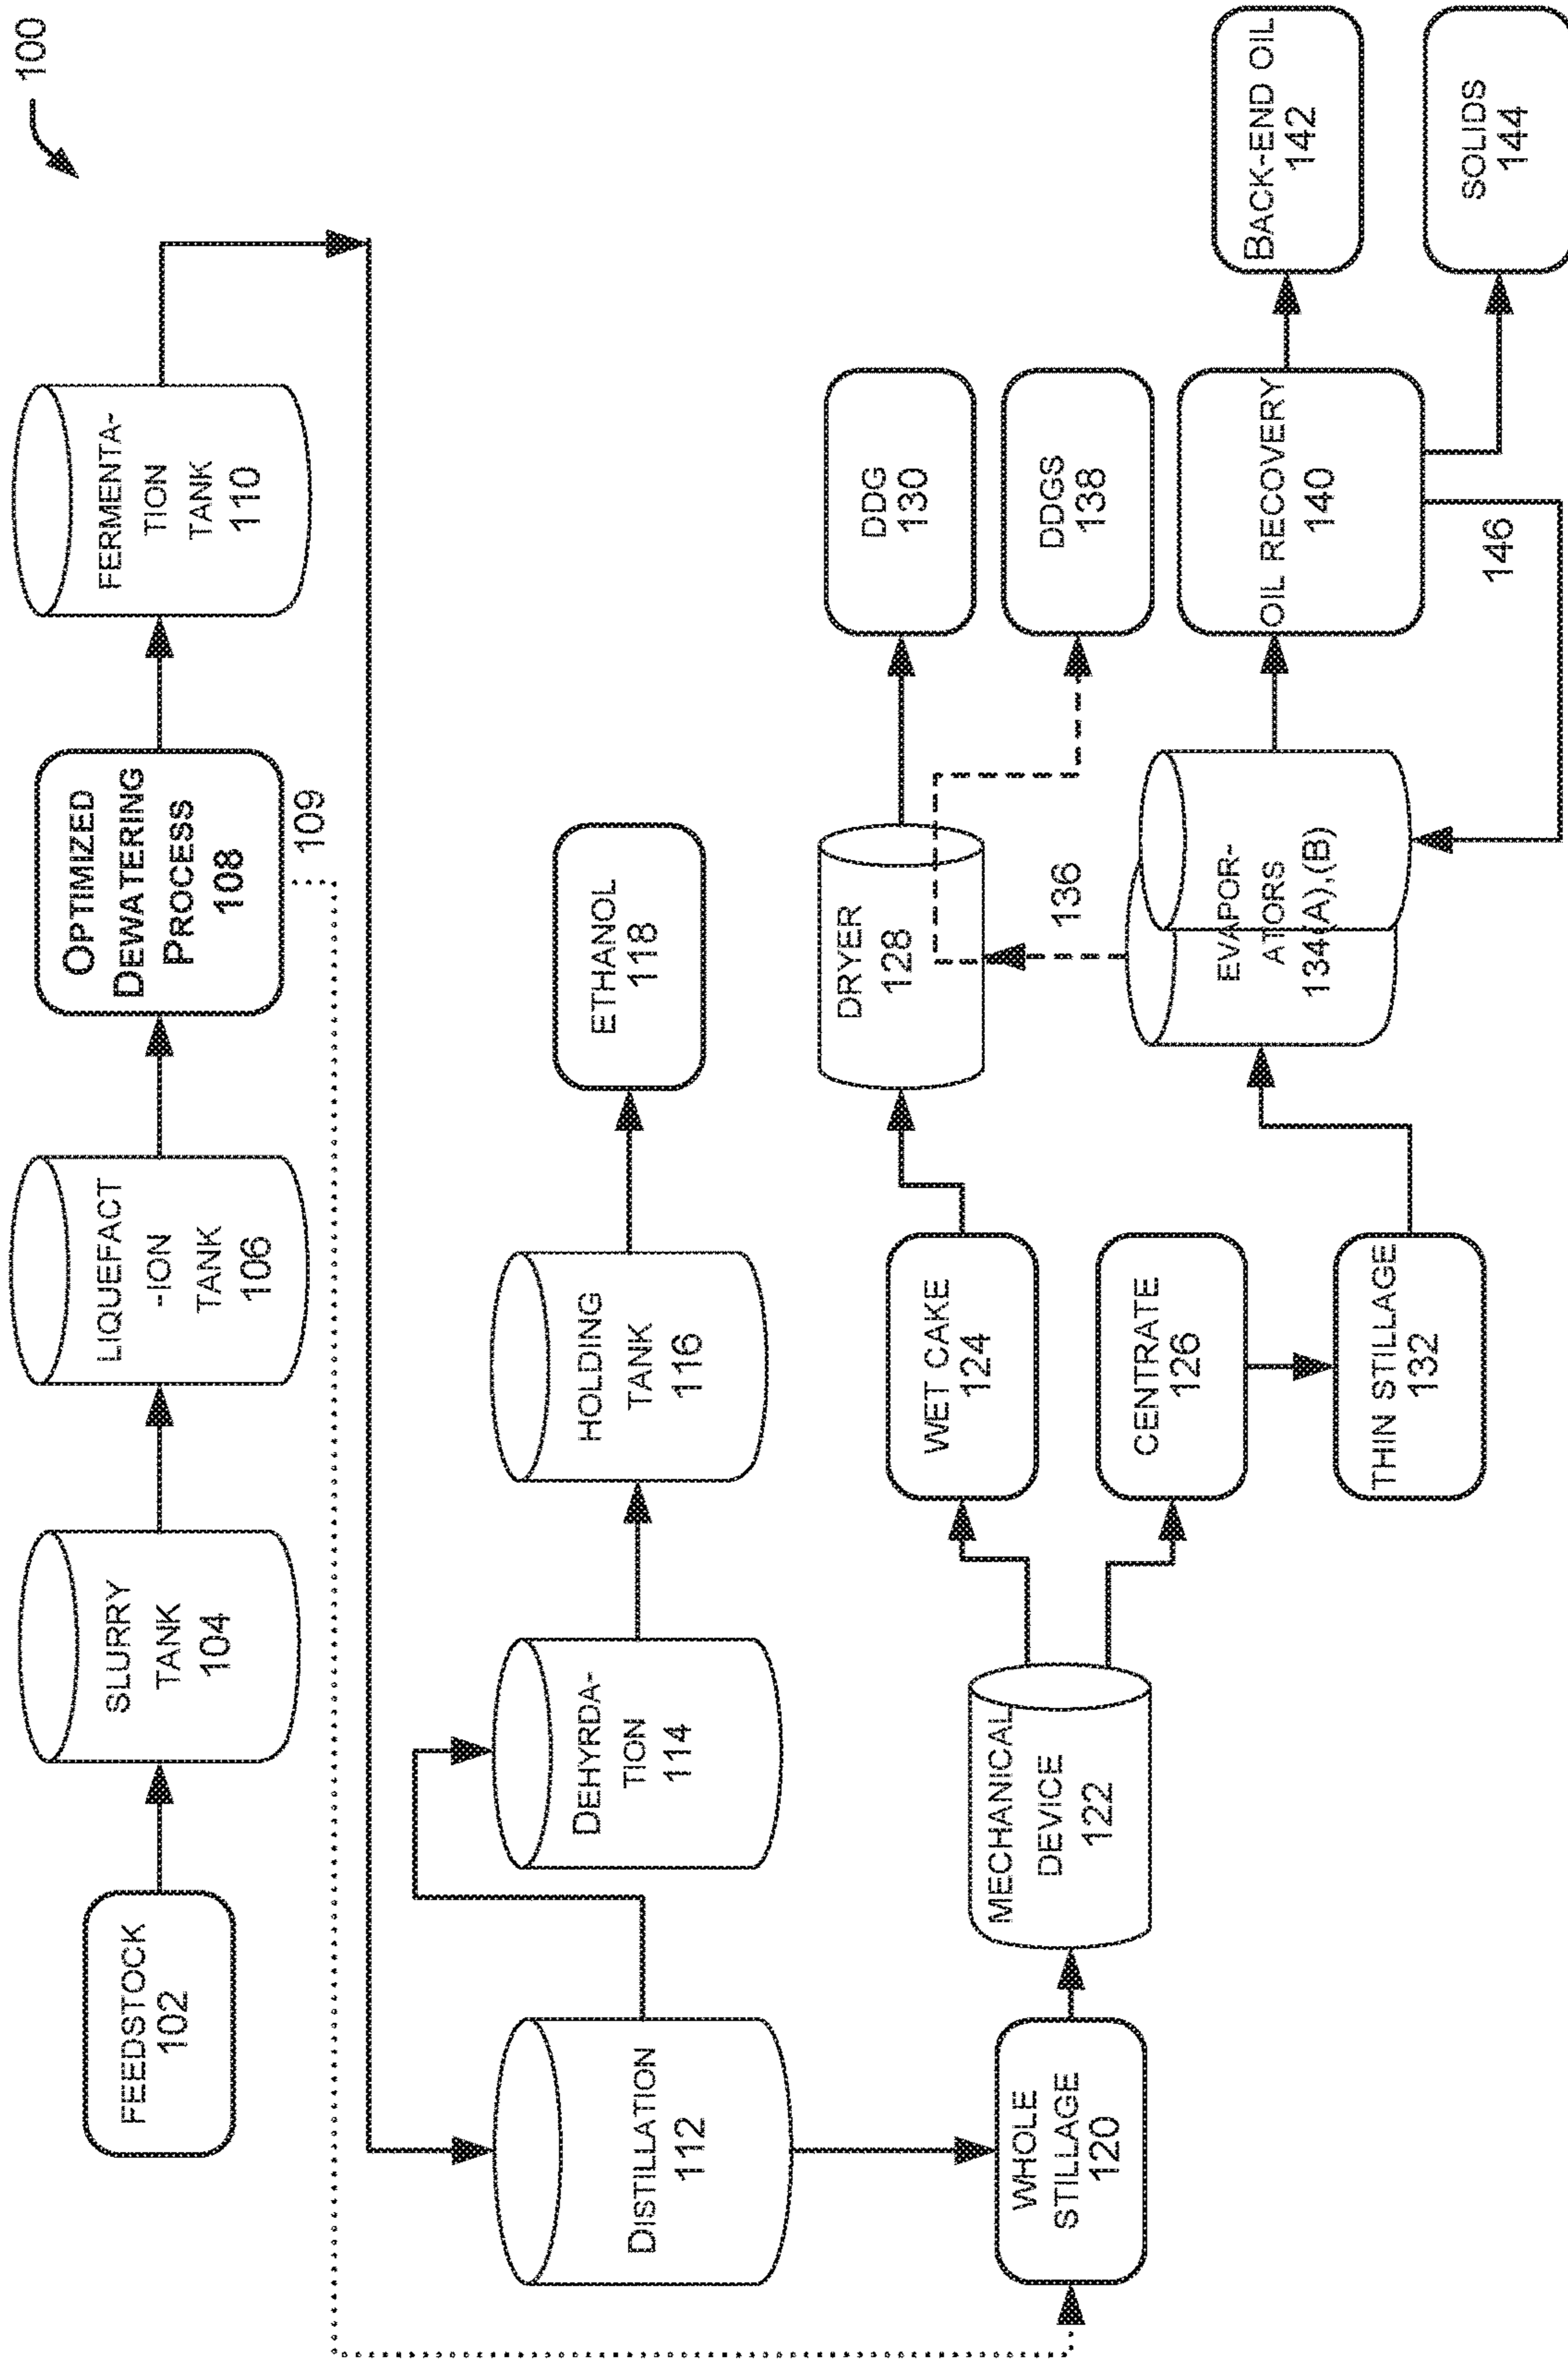 100
FEEDSTOCK
102
SLURRY
TANK
104
LIQUEFACT
-ION
TANK
106
OPTIMIZED
DEWATERING
PROCESS
108
109
FERMENTA-
TION
TANK
110
DISTILLATION
112
DEHYRDA-
TION
114
HOLDING
TANK
116
ETHANOL
118
WHOLE
STILLAGE
120
MECHANICAL
DEVICE
122
WET CAKE
124
CENTRATE
126
THIN STILLAGE
132
DRYER
128
136
EVAPOR-
ATORS
134(A),(B)
DDG
130
DDGS
138
OIL RECOVERY
140
146
BACK-END OIL
142
SOLIDS
144